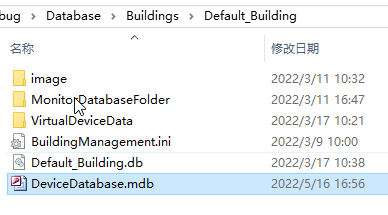 bug > Database > Buildings > Default_Building
名称 修改日期
image 2022/3/11 10:32
MonitorDatabaseFolder 2022/3/11 16:47
VirtualDeviceData 2022/3/17 10:21
BuildingManagement.ini 2022/3/9 10:00
Default_Building.db 2022/3/17 10:38
DeviceDatabase.mdb 2022/5/16 16:56